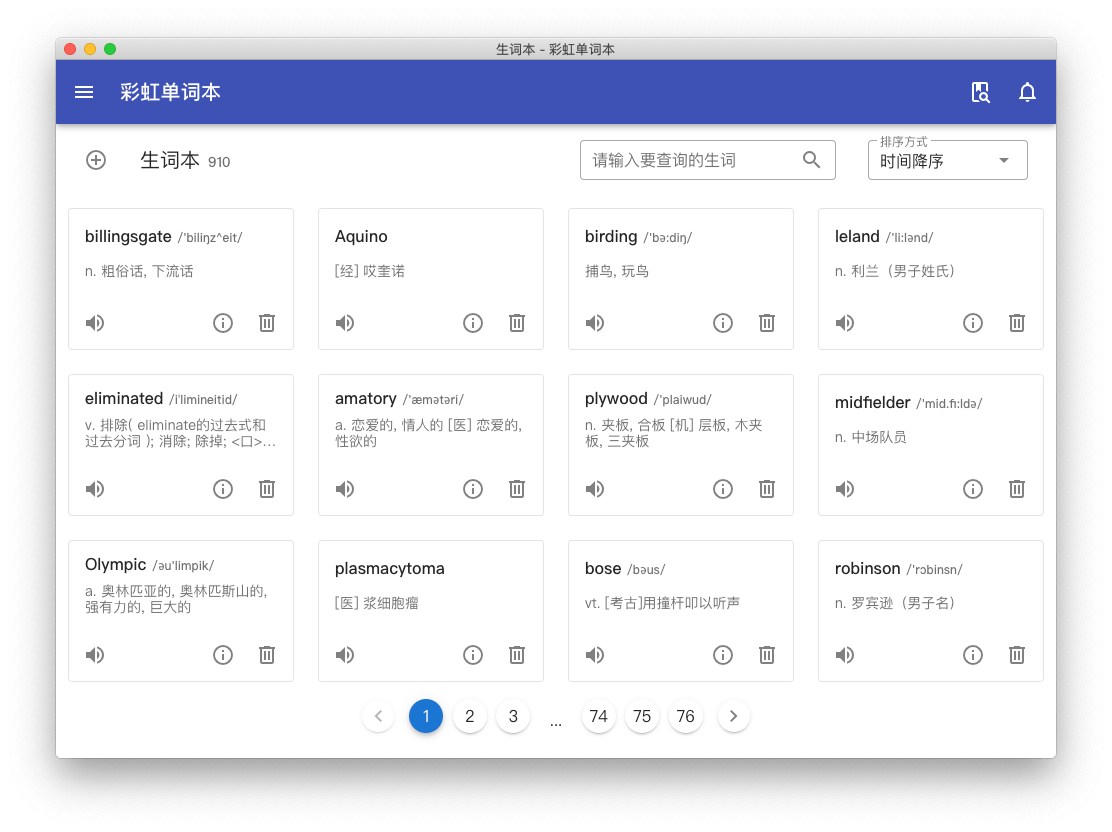 生词本 - 彩虹单词本
彩虹单词本
生词本 910
请输入要查询的生词
排序方式
时间降序
billingsgate /'biliŋz^eit/
n. 粗俗话, 下流话
Aquino
[经] 哎奎诺
birding /'bə:diŋ/
捕鸟, 玩鸟
leland /'li:lənd/
n. 利兰（男子姓氏）
eliminated /i'limineitid/
v. 排除( eliminate的过去式和
过去分词 ); 消除; 除掉; <口>...
amatory /'æmətəri/
a. 恋爱的, 情人的 [医] 恋爱的,
性欲的
plywood /'plaiwud/
n. 夹板, 合板 [机] 层板, 木夹
板, 三夹板
midfielder /'mid.fi:ldə/
n. 中场队员
Olympic /əu'limpik/
a. 奥林匹亚的, 奥林匹斯山的,
强有力的, 巨大的
plasmacytoma
[医] 浆细胞瘤
bose /bəus/
vt. [考古]用撞杆叩以听声
robinson /'rɔbinsn/
n. 罗宾逊（男子名）
1 2 3 ... 74 75 76